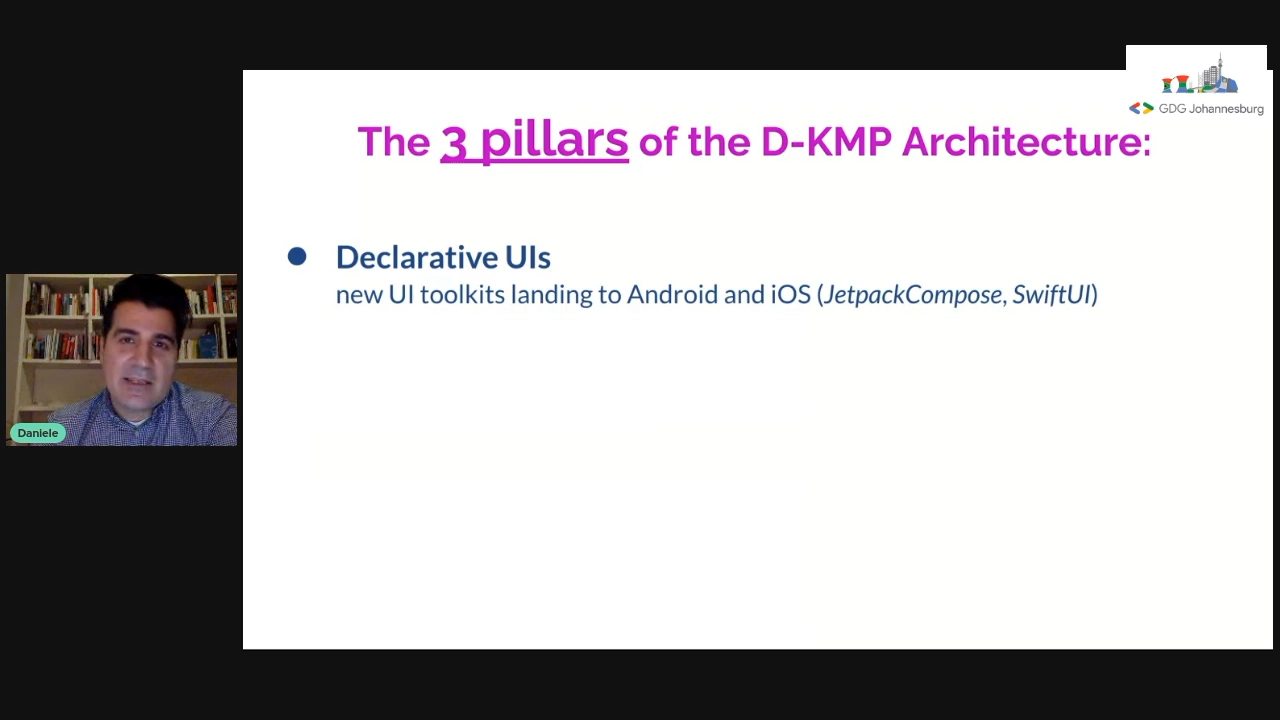 GDG Johannesburg
The 3 pillars of the D-KMP Architecture:
● Declarative UIs
new UI toolkits landing to Android and iOS (JetpackCompose, SwiftUI)
Daniele